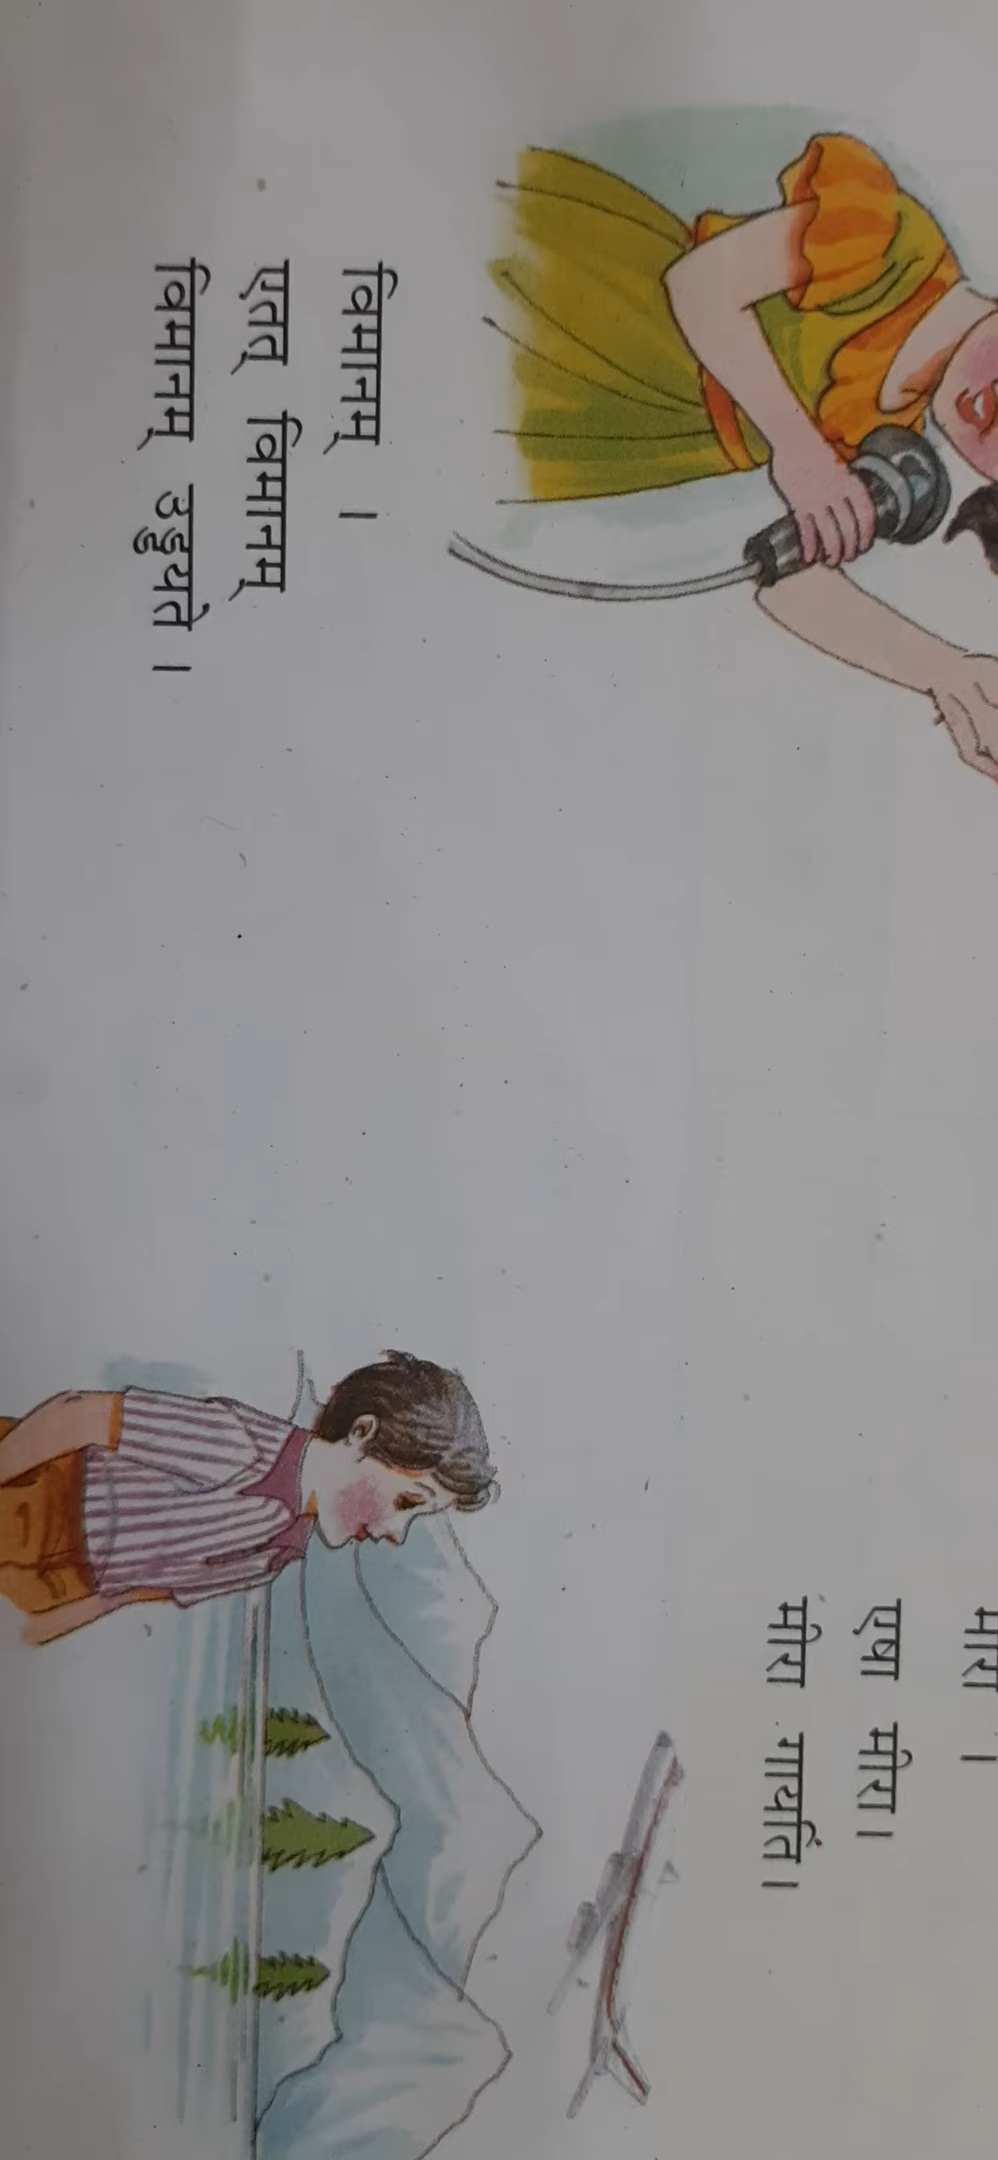 मीरा ।
एषा मीरा।
मीरा गायति।
विमानम् ।
एतत् विमानम्
विमानम् उड्डयते ।